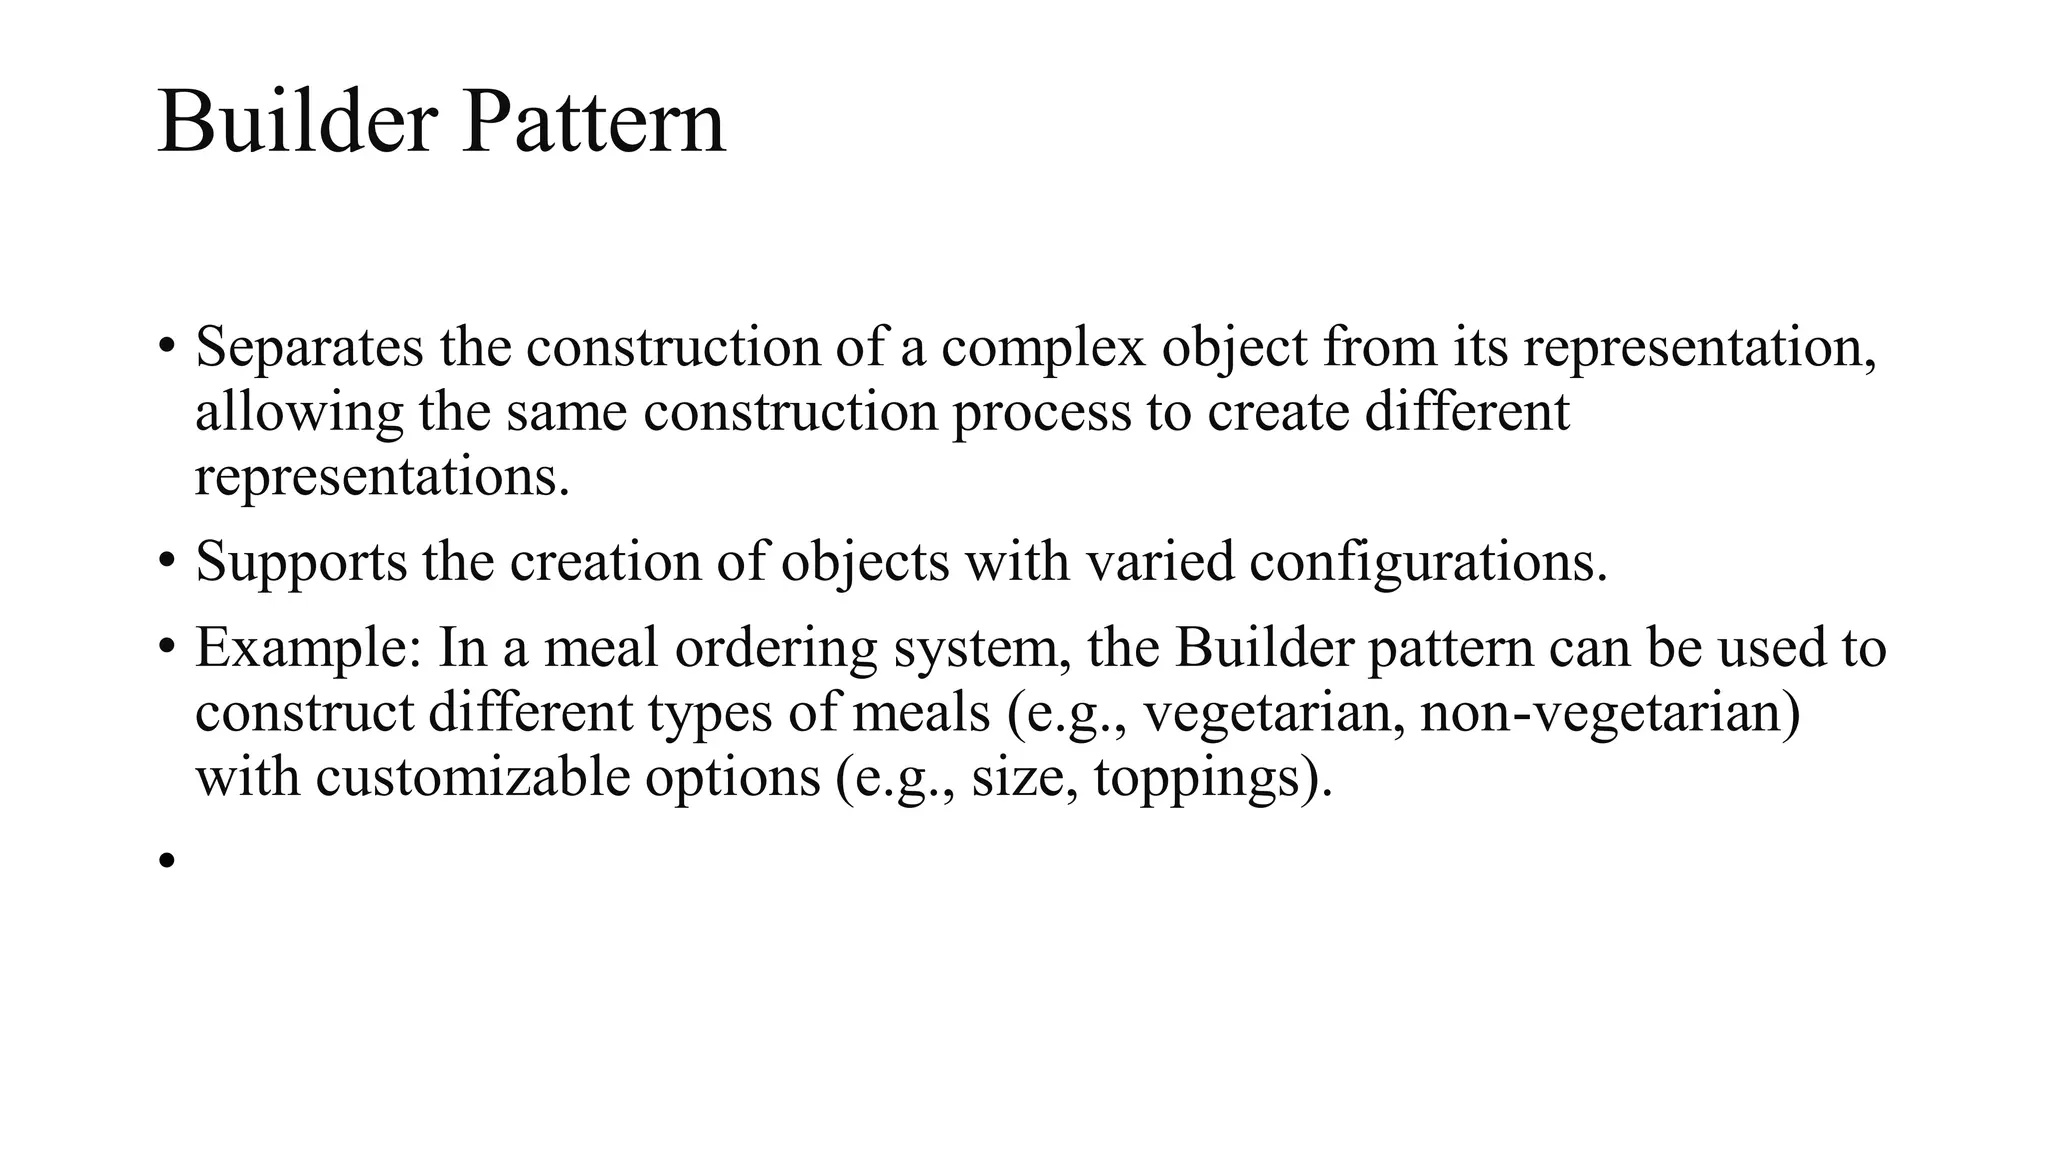 Builder Pattern
• Separates the construction of a complex object from its representation,
allowing the same construction process to create different
representations.
• Supports the creation of objects with varied configurations.
• Example: In a meal ordering system, the Builder pattern can be used to
construct different types of meals (e.g., vegetarian, non-vegetarian)
with customizable options (e.g., size, toppings).
•